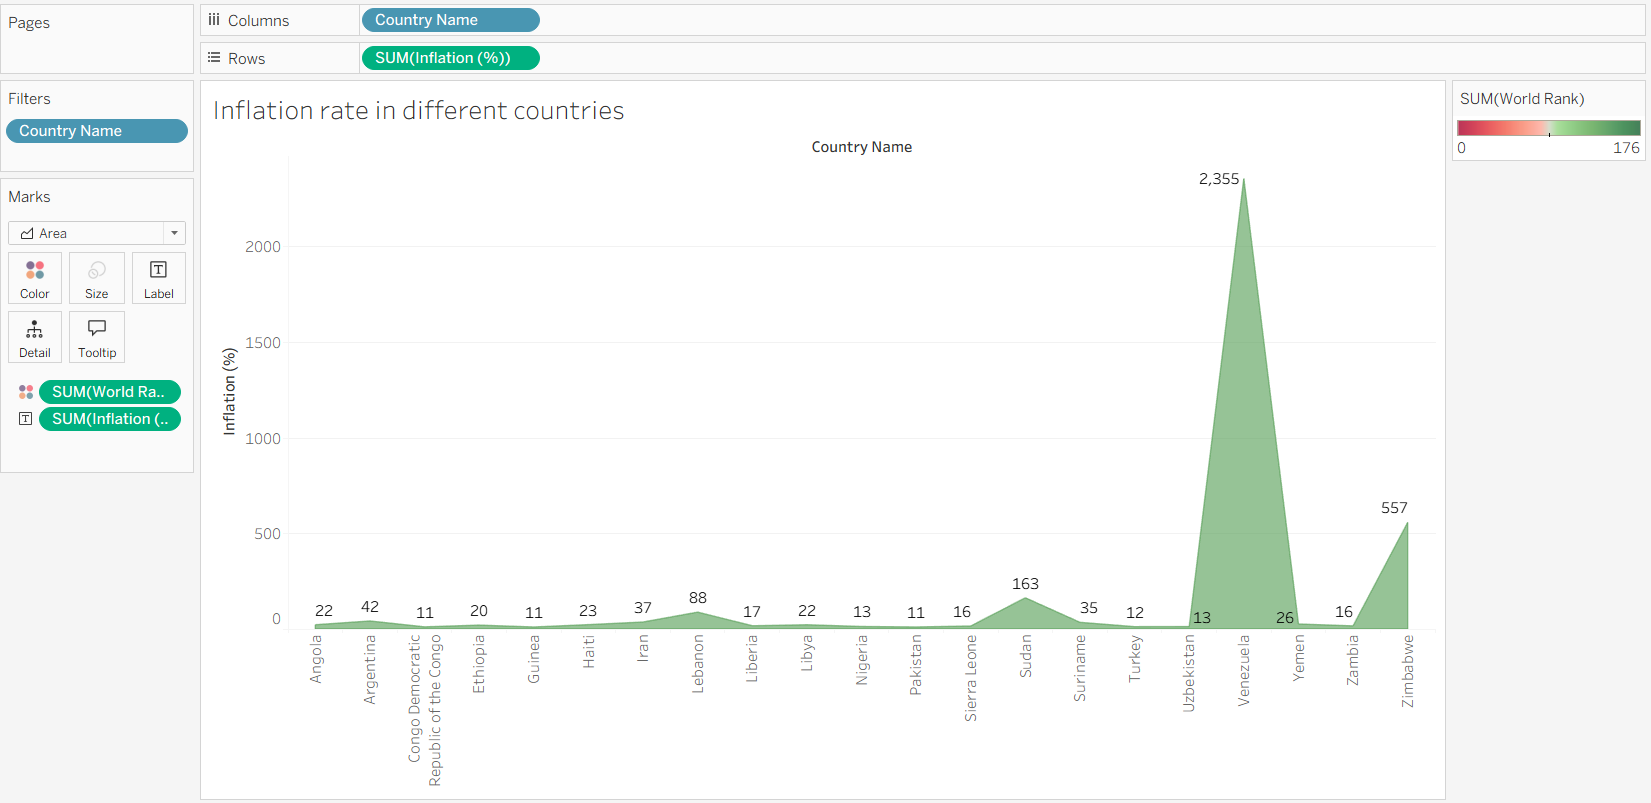 Pages
Columns
Country Name
Rows
SUM(Inflation (%))
Filters
Country Name
Marks
Area
Color
Size
Label
Detail
Tooltip
SUM(World Ra..
SUM(Inflation (..
Inflation rate in different countries
Country Name
Inflation (%)
2000
1500
1000
500
0
22
42
11
20
11
23
37
88
17
22
13
11
16
163
35
12
13
2,355
26
16
557
Angola
Argentina
Congo Democratic
Republic of the Congo
Ethiopia
Guinea
Haiti
Iran
Lebanon
Liberia
Libya
Nigeria
Pakistan
Sierra Leone
Sudan
Suriname
Turkey
Uzbekistan
Venezuela
Yemen
Zambia
Zimbabwe
SUM(World Rank)
0
176